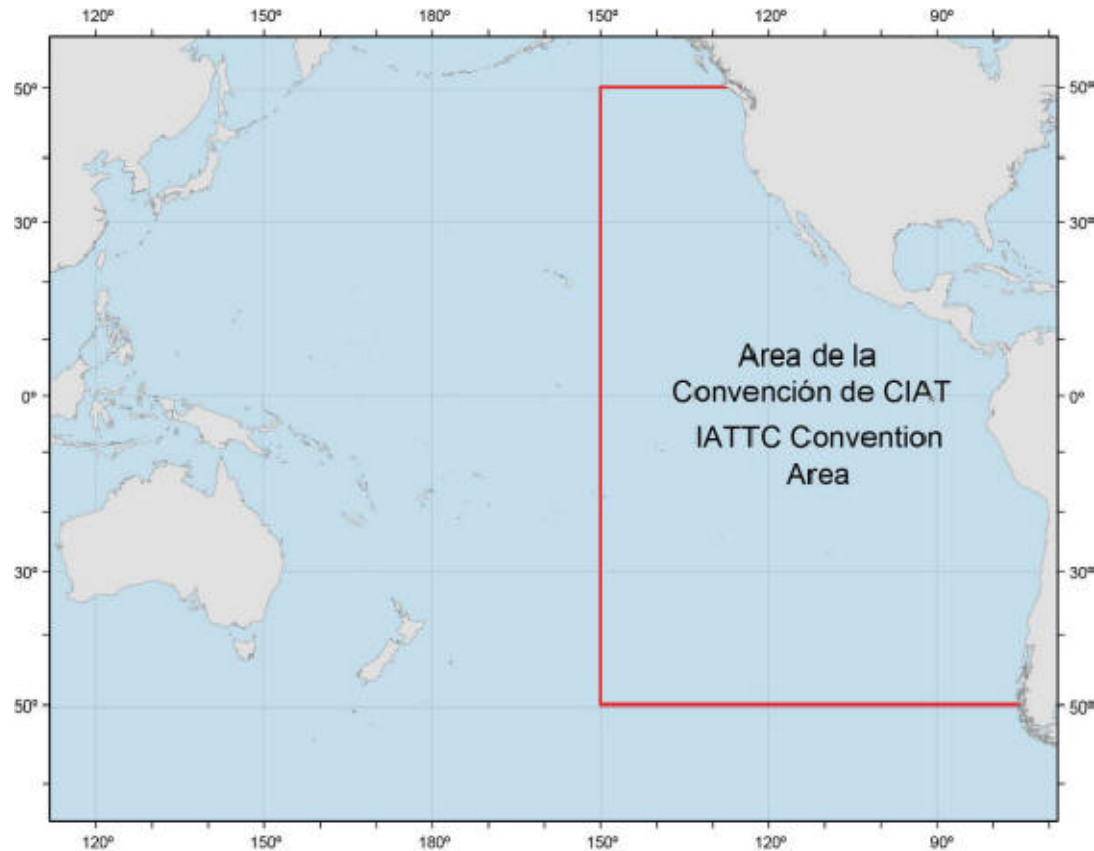 120º 150º 180º 150º 120º 90º
50º 50º
30º 30º
Area de la
Convención de CIAT
0º 0º
IATTC Convention
Area
30º 30º
50º 50º
120º 150º 180º 150º 120º 90º